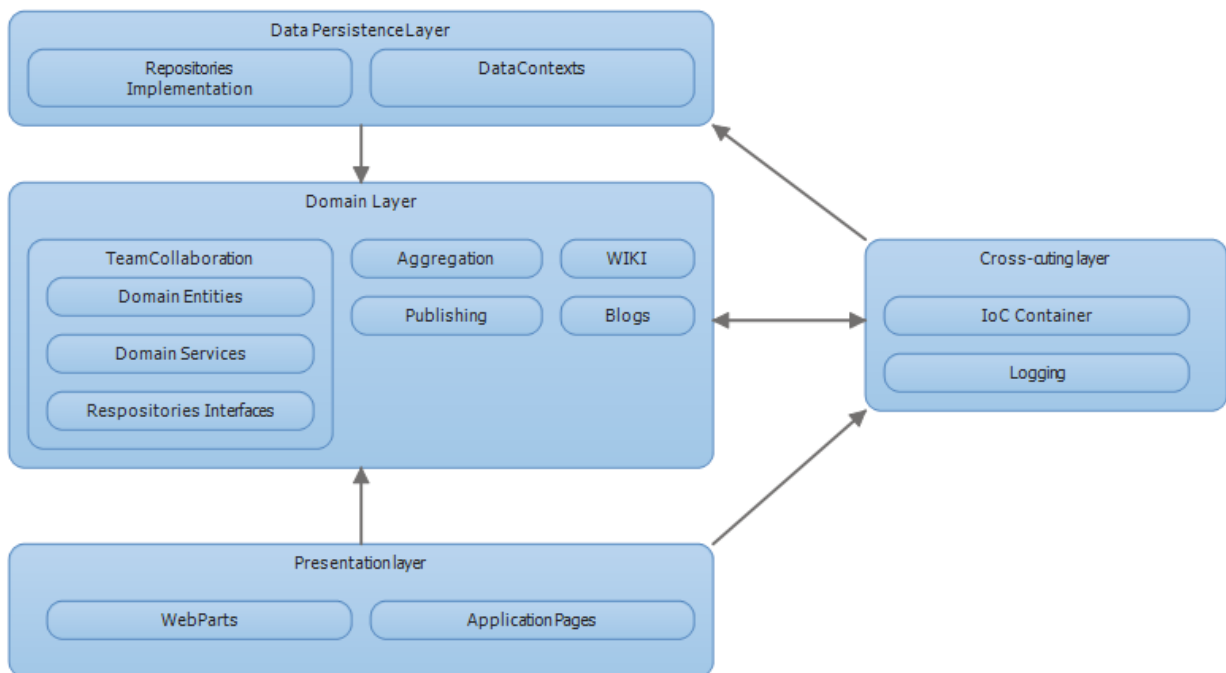 Data Persistence Layer
Repositories
Implementation
DataContexts
Domain Layer
TeamCollaboration
Domain Entities
Domain Services
Respositories Interfaces
Aggregation
WIKI
Publishing
Blogs
Cross-cuting layer
IoC Container
Logging
Presentation layer
WebParts
Application Pages